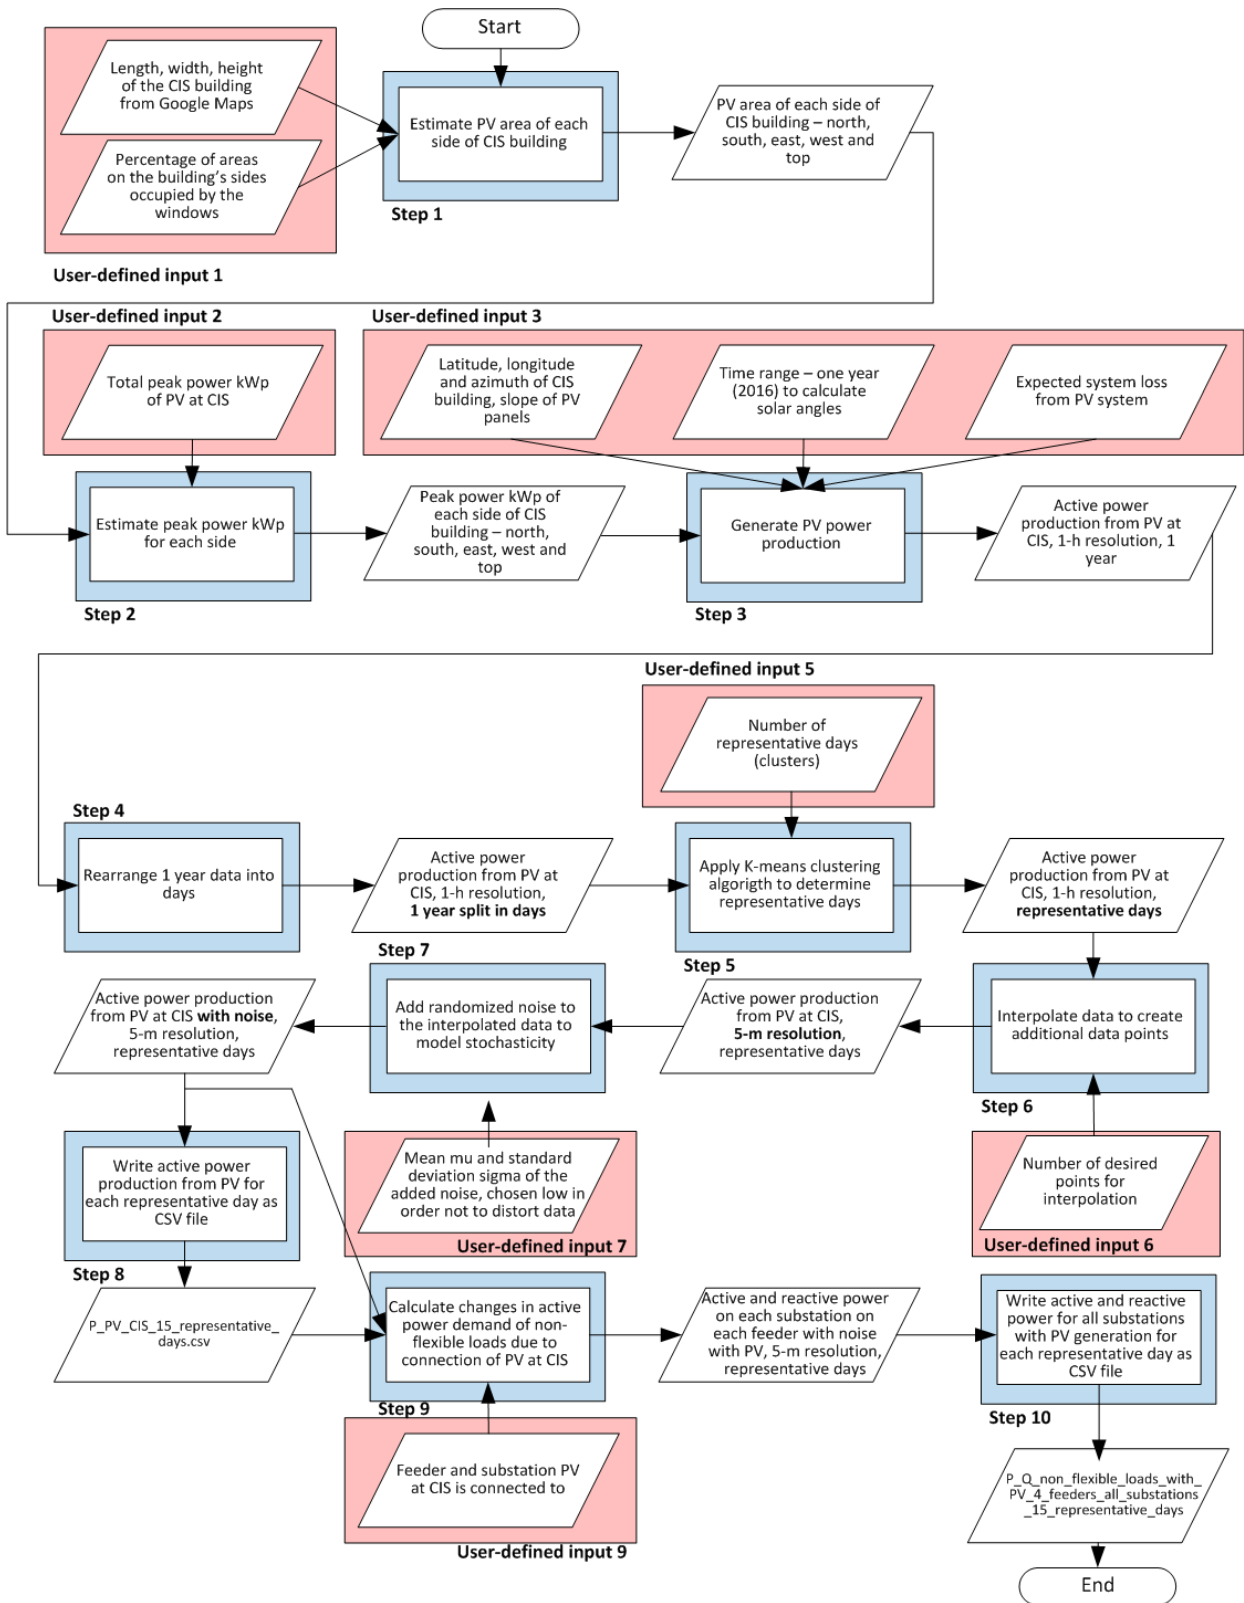 Start
Length, width, height
of the CIS building
from Google Maps
Percentage of areas
on the building's sides
occupied by the
windows
User-defined input 1
Estimate PV area of each
side of CIS building
Step 1
PV area of each side of
CIS building – north,
south, east, west and
top
User-defined input 2
Total peak power kWp
of PV at CIS
User-defined input 3
Latitude, longitude
and azimuth of CIS
building, slope of PV
panels
Time range – one year
(2016) to calculate
solar angles
Expected system loss
from PV system
Estimate peak power kWp
for each side
Step 2
Peak power kWp of
each side of CIS
building – north,
south, east, west and
top
Generate PV power
production
Step 3
Active power
production from PV at
CIS, 1-h resolution, 1
year
User-defined input 5
Number of
representative days
(clusters)
Step 4
Rearrange 1 year data into
days
Active power
production from PV at
CIS, 1-h resolution,
1 year split in days
Apply K-means clustering
algorigth to determine
representative days
Step 5
Active power
production from PV at
CIS, 1-h resolution,
representative days
Interpolate data to create
additional data points
Step 6
Number of desired
points for
interpolation
User-defined input 6
Active power production
from PV at CIS,
5-m resolution,
representative days
Step 7
Add randomized noise to
the interpolated data to
model stochasticity
Mean mu and standard
deviation sigma of the
added noise, chosen low in
order not to distort data
User-defined input 7
Active power production
from PV at CIS with noise,
5-m resolution,
representative days
Write active power
production from PV for
each representative day as
CSV file
Step 8
P_PV_CIS_15_representative_
days.csv
Calculate changes in active
power demand of non-
flexible loads due to
connection of PV at CIS
Step 9
Feeder and substation PV
at CIS is connected to
User-defined input 9
Active and reactive power
on each substation on
each feeder with noise
with PV, 5-m resolution,
representative days
Write active and reactive
power for all substations
with PV generation for
each representative day as
CSV file
Step 10
P_Q_non_flexible_loads_with_
PV_4_feeders_all_substations
_15_representative_days
End